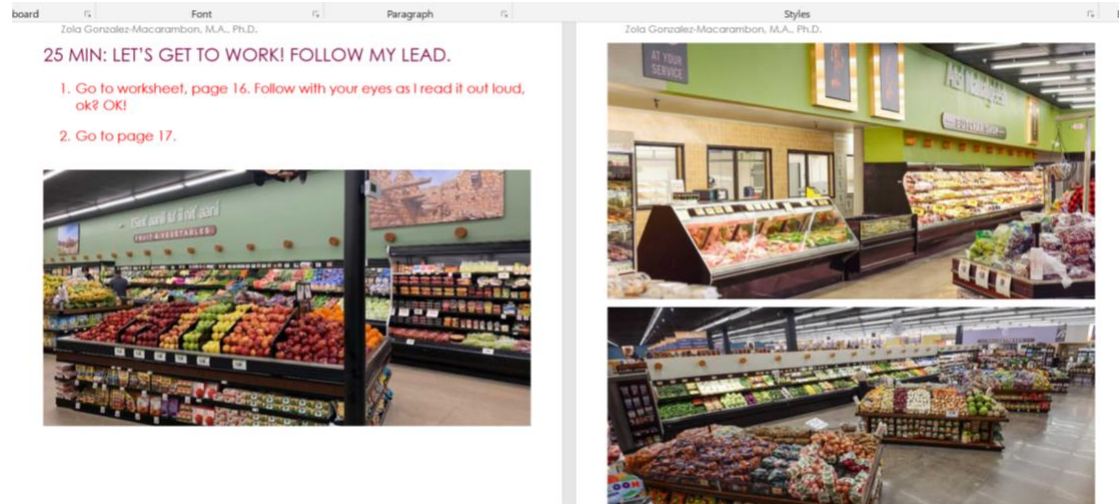 board
Font
Paragraph
Styles
Zola Gonzalez-Macarambon, M.A., Ph.D.
25 MIN: LET'S GET TO WORK! FOLLOW MY LEAD.
1. Go to worksheet, page 16. Follow with your eyes as I read it out loud,
ok? OK!
2. Go to page 17.
FRUIT & VEGETABLES
Zola Gonzalez-Macarambon, M.A., Ph.D.
AT YOUR
SERVICE